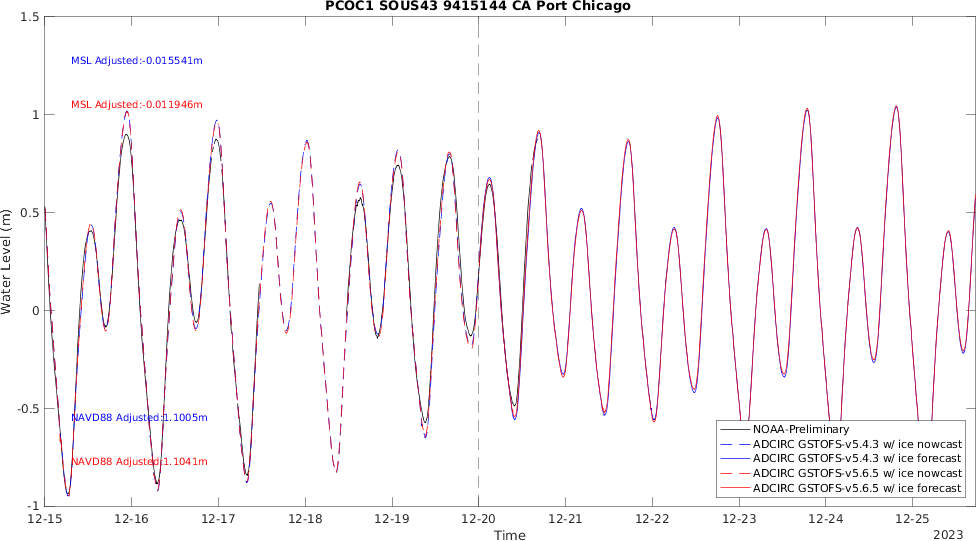 PCOC1 SOUS43 9415144 CA Port Chicago
1.5
MSL Adjusted:-0.015541m
MSL Adjusted:-0.011946m
1
0.5
Water Level (m)
0
-0.5
NAVD88 Adjusted:1.1005m
NAVD88 Adjusted:1.1041m
-1
NOAA-Preliminary
ADCIRC GSTOFS-v5.4.3 w/ ice nowcast
ADCIRC GSTOFS-v5.4.3 w/ ice forecast
ADCIRC GSTOFS-v5.6.5 w/ ice nowcast
ADCIRC GSTOFS-v5.6.5 w/ ice forecast
12-15 12-16 12-17 12-18 12-19 12-20 12-21 12-22 12-23 12-24 12-25
Time
2023